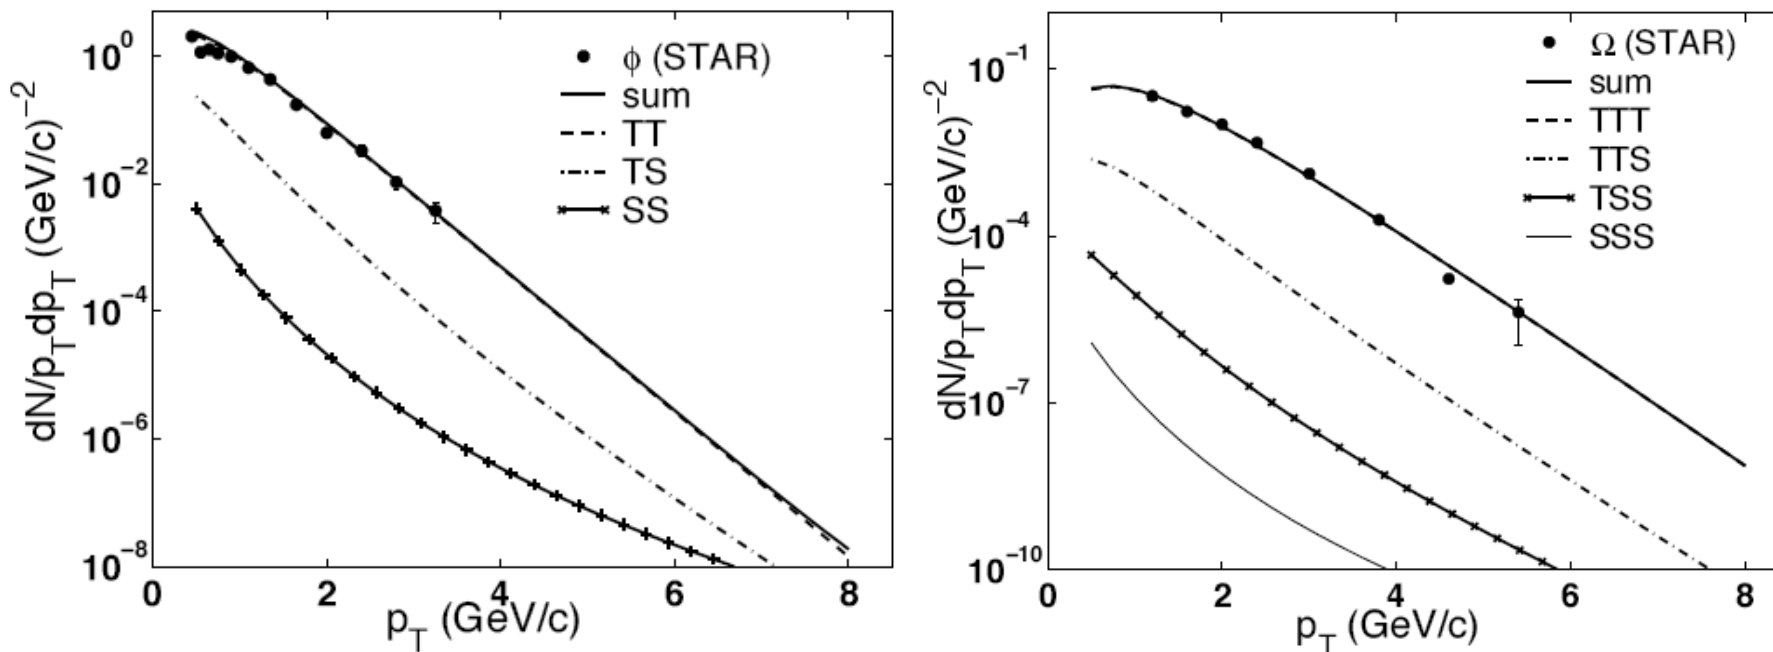 dN/p_T dp_T (GeV/c)^−2
10^0
10^−2
10^−4
10^−6
10^−8
ϕ (STAR)
sum
TT
TS
SS
0 2 4 6 8
p_T (GeV/c)
dN/p_T dp_T (GeV/c)^−2
10^−1
10^−4
10^−7
10^−10
Ω (STAR)
sum
TTT
TTS
TSS
SSS
0 2 4 6 8
p_T (GeV/c)